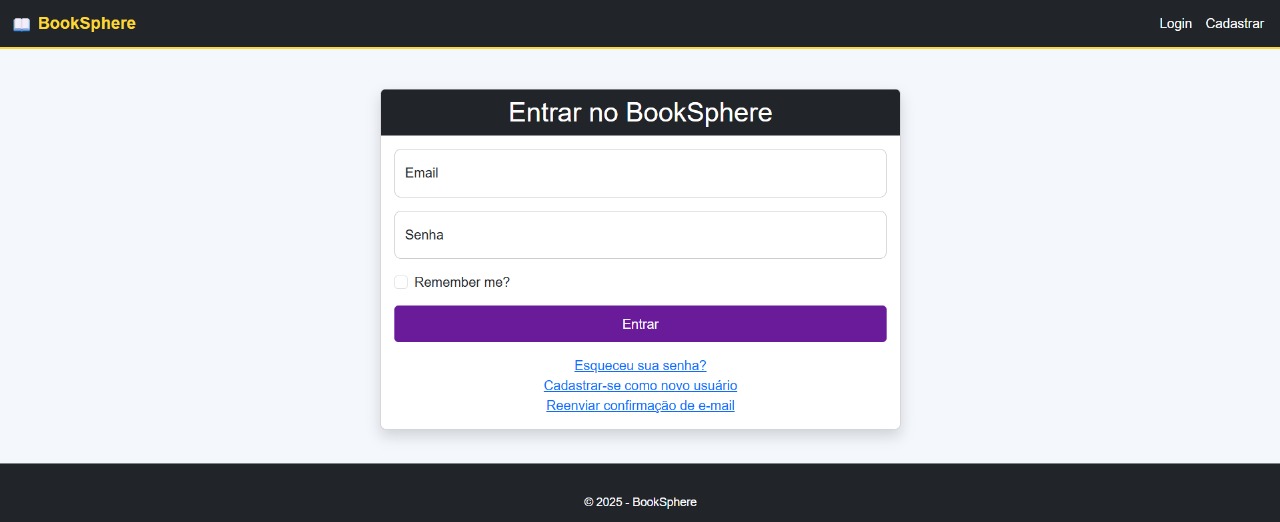 BookSphere
Login Cadastrar
Entrar no BookSphere
Email
Senha
Remember me?
Entrar
Esqueceu sua senha?
Cadastrar-se como novo usuário
Reenviar confirmação de e-mail
© 2025 - BookSphere